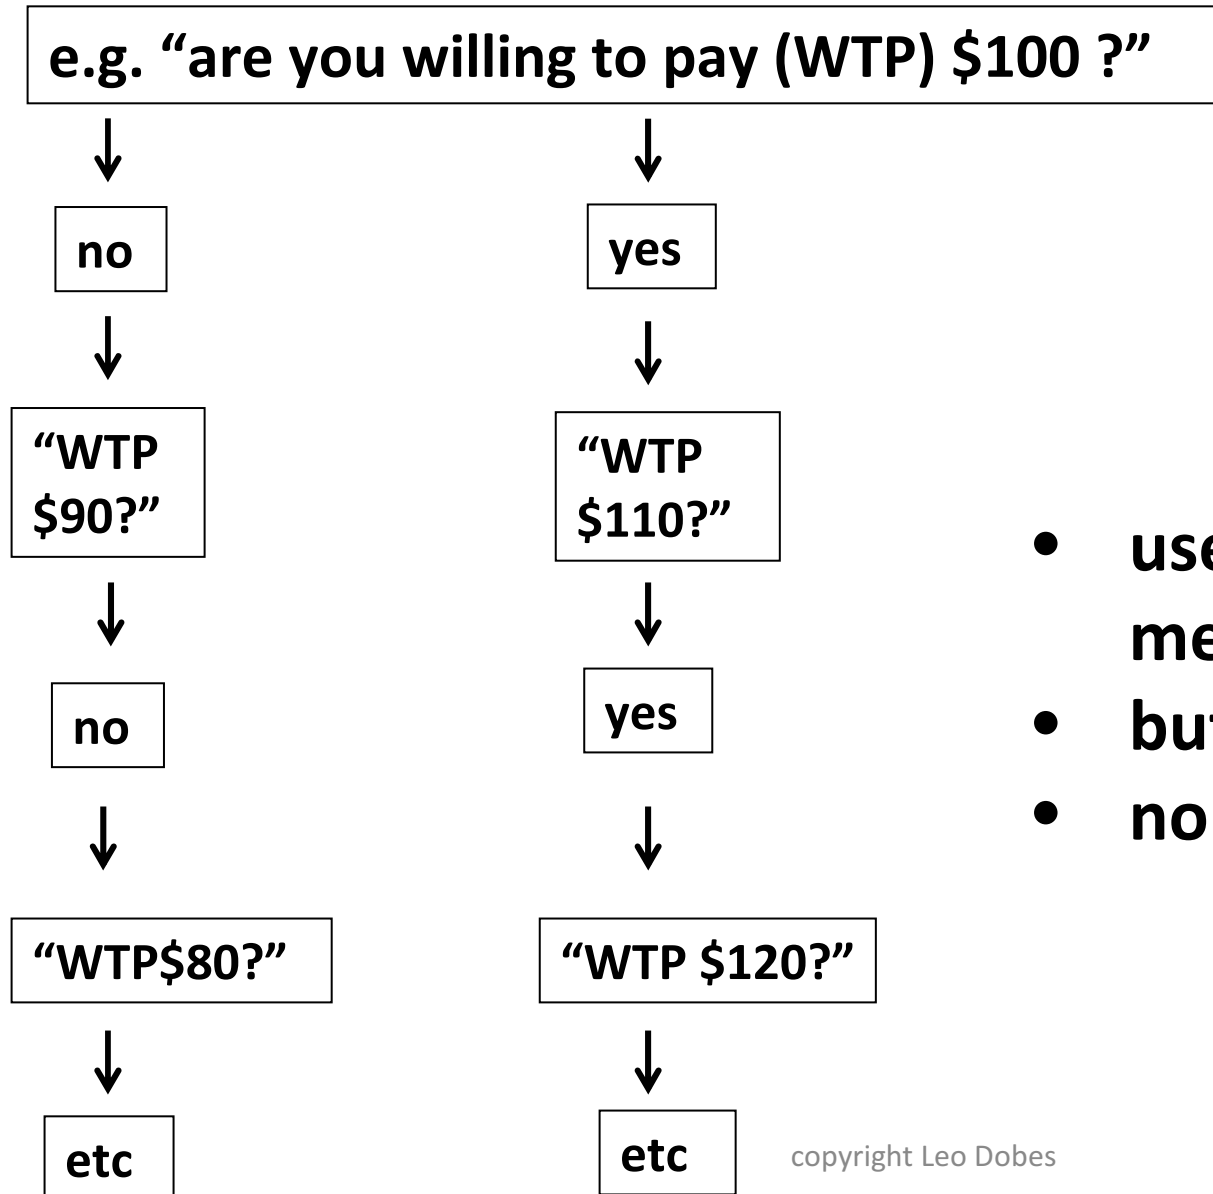 e.g. “are you willing to pay (WTP) $100 ?”
no
yes
“WTP
$90?”
“WTP
$110?”
no
yes
“WTP$80?”
“WTP $120?”
etc
etc
no
copyright Leo Dobes